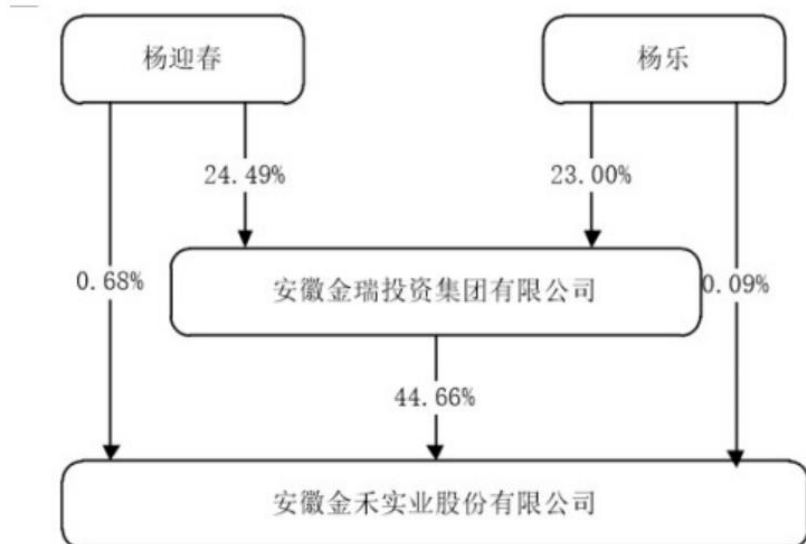 杨迎春
杨乐
24.49%
23.00%
0.68%
安徽金瑞投资集团有限公司
0.09%
44.66%
安徽金禾实业股份有限公司